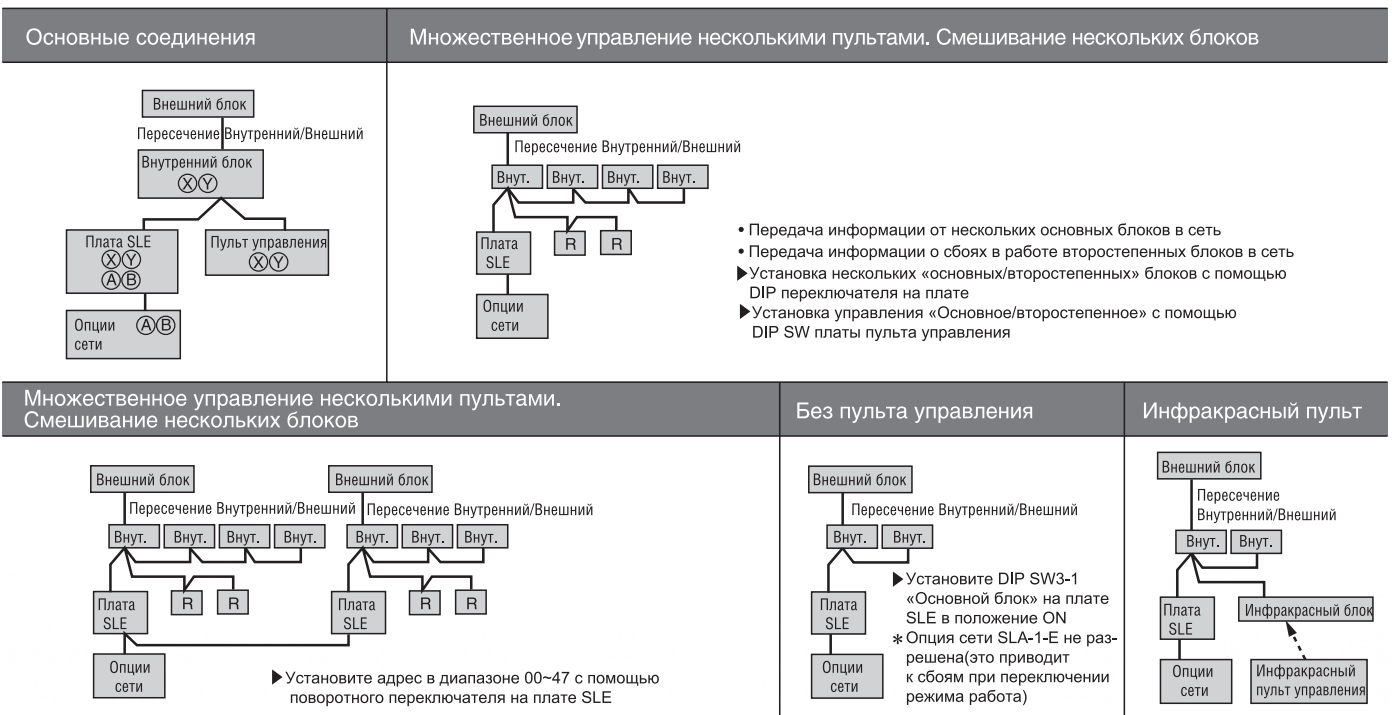 Основные соединения
Множественное управление несколькими пультами. Смешивание нескольких блоков
Внешний блок
Пересечение Внутренний/Внешний
Внутренний блок
ⓍⓎ
Плата SLE
ⓍⓎ
ⒶⒷ
Пульт управления
ⓍⓎ
Опции ⒶⒷ
сети
Внешний блок
Пересечение Внутренний/Внешний
Внут. Внут. Внут. Внут.
Плата
SLE
R R
Опции
сети
• Передача информации от нескольких основных блоков в сеть
• Передача информации о сбоях в работе второстепенных блоков в сеть
▶Установка нескольких «основных/второстепенных» блоков с помощью
DIP переключателя на плате
▶Установка управления «Основное/второстепенное» с помощью
DIP SW платы пульта управления
Множественное управление несколькими пультами.
Смешивание нескольких блоков
Без пульта управления
Инфракрасный пульт
Внешний блок
Пересечение Внутренний/Внешний
Внут. Внут. Внут. Внут.
Плата
SLE
R R
Опции
сети
Внешний блок
Пересечение Внутренний/Внешний
Внут. Внут. Внут.
Плата
SLE
R R
▶Установите адрес в диапазоне 00~47 с помощью
поворотного переключателя на плате SLE
Внешний блок
Пересечение Внутренний/Внешний
Внут. Внут.
Плата
SLE
Опции
сети
▶Установите DIP SW3-1
«Основной блок» на плате
SLE в положение ON
* Опция сети SLA-1-E не раз-
решена(это приводит
к сбоям при переключении
режима работа)
Внешний блок
Пересечение
Внутренний/Внешний
Внут. Внут.
Плата
SLE
Инфракрасный блок
Опции
сети
Инфракрасный
пульт управления